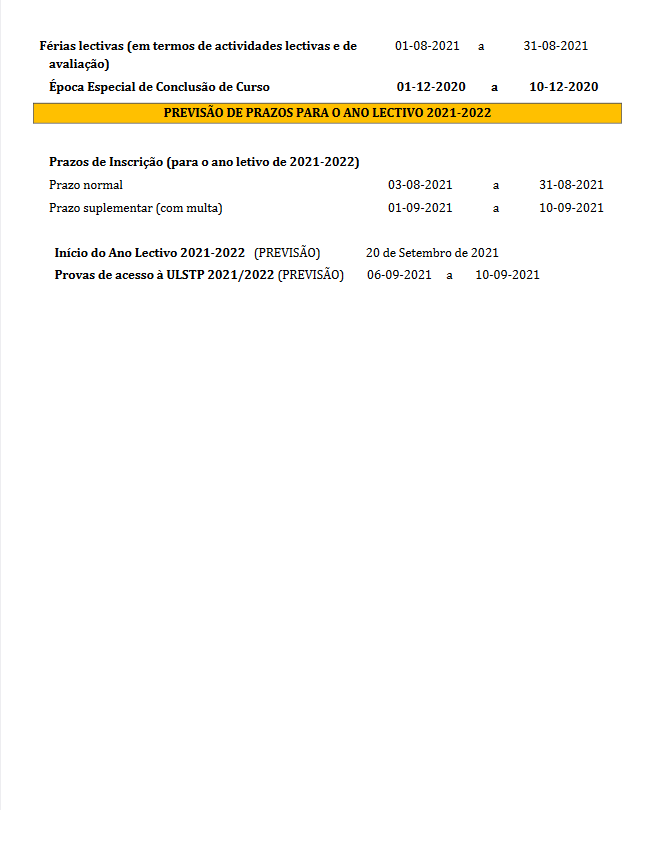 Férias lectivas (em termos de actividades lectivas e de 01-08-2021 a 31-08-2021
avaliação)
Época Especial de Conclusão de Curso 01-12-2020 a 10-12-2020
PREVISÃO DE PRAZOS PARA O ANO LECTIVO 2021-2022
Prazos de Inscrição (para o ano letivo de 2021-2022)
Prazo normal 03-08-2021 a 31-08-2021
Prazo suplementar (com multa) 01-09-2021 a 10-09-2021
Início do Ano Lectivo 2021-2022 (PREVISÃO) 20 de Setembro de 2021
Provas de acesso à ULSTP 2021/2022 (PREVISÃO) 06-09-2021 a 10-09-2021